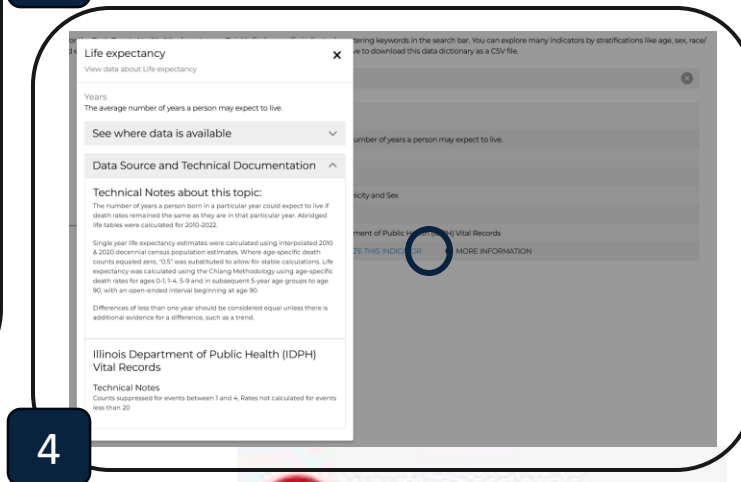 tering keywords in the search bar. You can explore many indicators by stratifications like age, sex, race/
ve to download this data dictionary as a CSV file.
Life expectancy
View data about Life expectancy
Years
The average number of years a person may expect to live.
See where data is available
Data Source and Technical Documentation
Technical Notes about this topic:
The number of years a person born in a particular year could expect to live if
death rates remained the same as they are in that particular year. Abridged
life tables were calculated for 2010-2022.
Single year life expectancy estimates were calculated using interpolated 2010
& 2020 decennial census population estimates. Where age-specific death
counts equaled zero, "0.5" was substituted to allow for stable calculations. Life
expectancy was calculated using the Chiang Methodology using age-specific
death rates for ages 0-1, 1-4, 5-9 and in subsequent 5-year age groups to age
90, with an open-ended interval beginning at age 90.
Differences of less than one year should be considered equal unless there is
additional evidence for a difference, such as a trend.
Illinois Department of Public Health (IDPH)
Vital Records
Technical Notes
Counts suppressed for events between 1 and 4; Rates not calculated for events
less than 20
umber of years a person may expect to live.
nicity and Sex
ment of Public Health (IDPH) Vital Records
ZE THIS INDICATOR
MORE INFORMATION
4